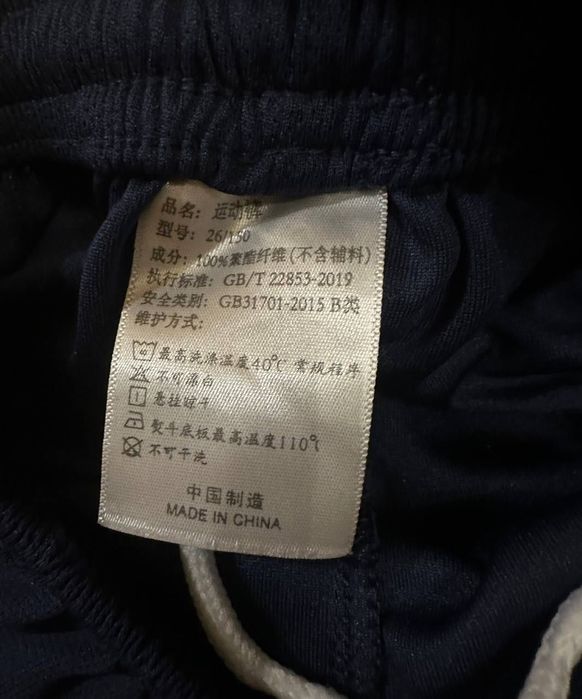 品名：运动裤
型号：26/150
成分：100%聚酯纤维(不含辅料)
执行标准：GB/T 22853-2019
安全类别：GB31701-2015 B类
维护方式：
最高洗涤温度40℃ 常规程序
不可漂白
悬挂晾干
熨斗底板最高温度110℃
不可干洗
中国制造
MADE IN CHINA